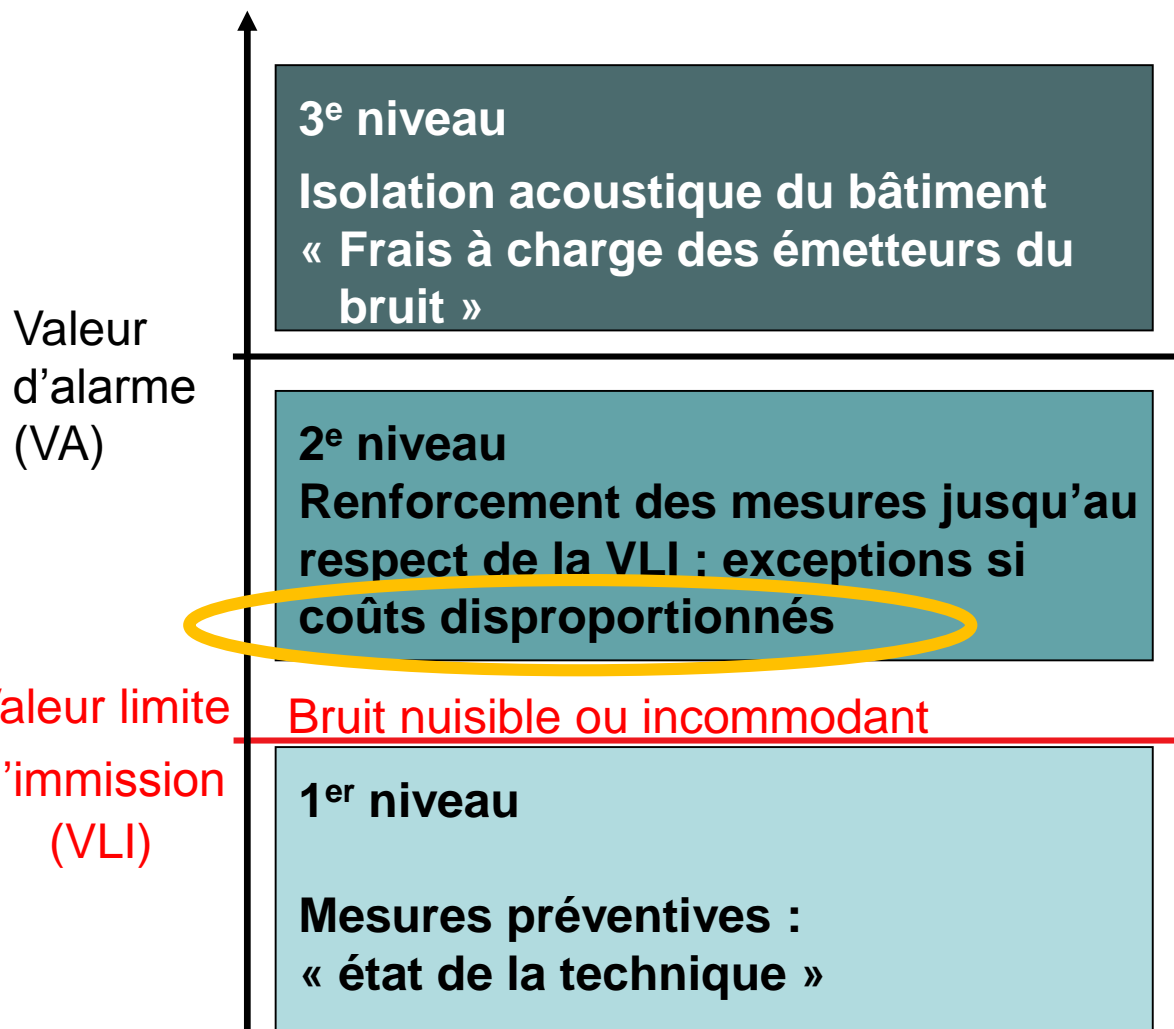 3e niveau
Isolation acoustique du bâtiment
« Frais à charge des émetteurs du
bruit »
Valeur
d’alarme
(VA)
2e niveau
Renforcement des mesures jusqu’au
respect de la VLI : exceptions si
coûts disproportionnés
aleur limite
’immission
(VLI)
Bruit nuisible ou incommodant
1er niveau
Mesures préventives :
« état de la technique »